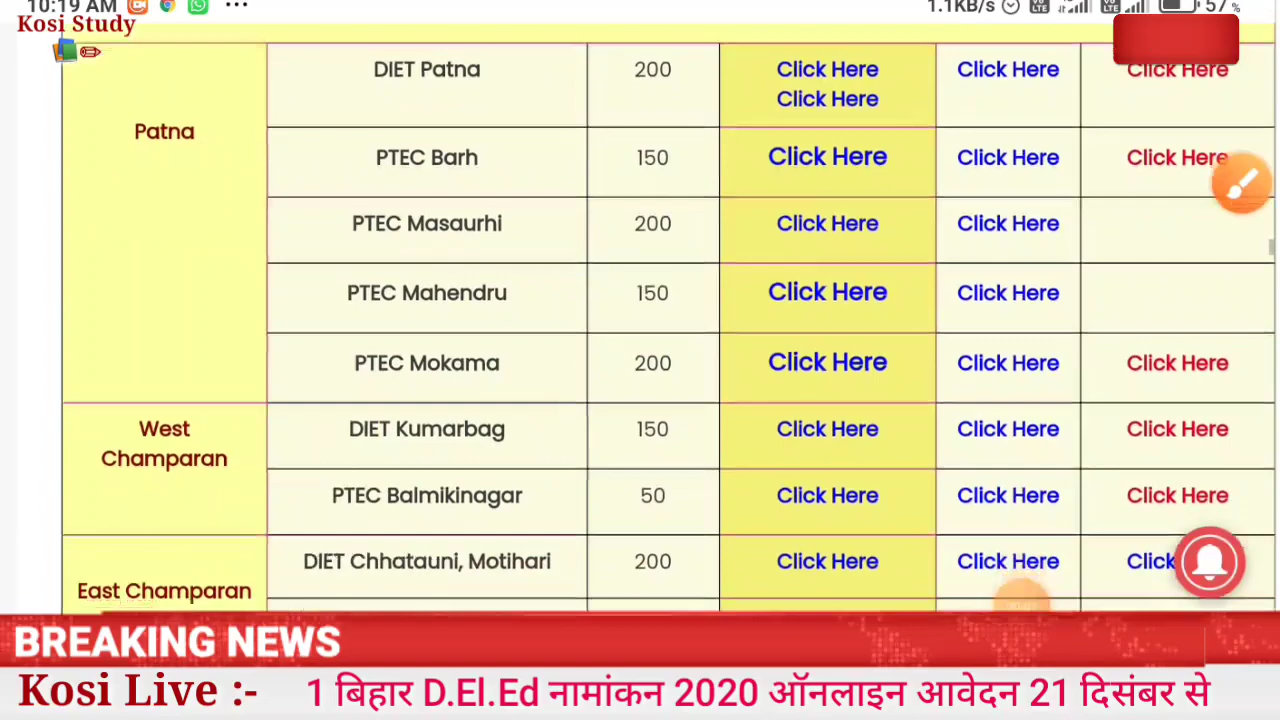 10:19 AM ... 1.1KB/s 57%
Kosi Study
Patna
DIET Patna 200 Click Here Click Here Click Here
Click Here
PTEC Barh 150 Click Here Click Here Click Here
PTEC Masaurhi 200 Click Here Click Here
PTEC Mahendru 150 Click Here Click Here
PTEC Mokama 200 Click Here Click Here Click Here
West
Champaran
DIET Kumarbag 150 Click Here Click Here Click Here
PTEC Balmikinagar 50 Click Here Click Here Click Here
East Champaran
DIET Chhatauni, Motihari 200 Click Here Click Here Click
BREAKING NEWS
Kosi Live :- 1 बिहार D.El.Ed नामांकन 2020 ऑनलाइन आवेदन 21 दिसंबर से